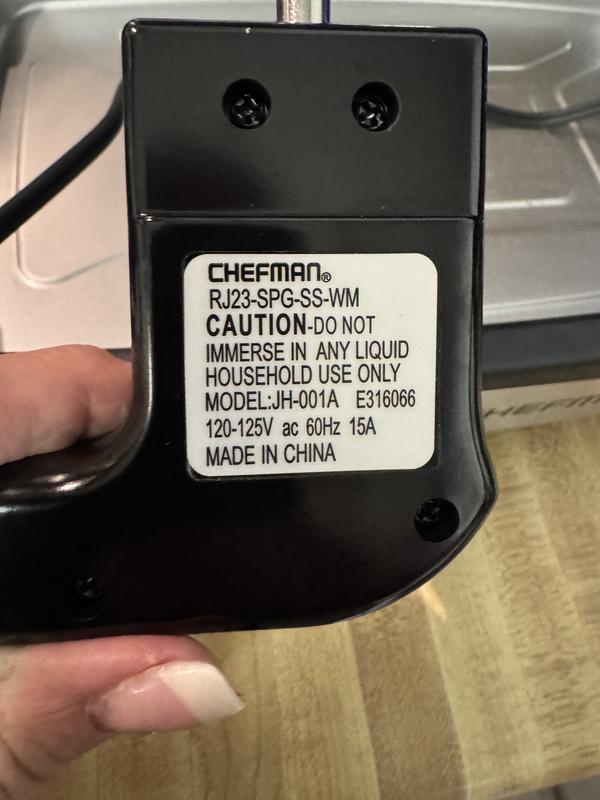 CHEFMAN®
RJ23-SPG-SS-WM
CAUTION-DO NOT
IMMERSE IN ANY LIQUID
HOUSEHOLD USE ONLY
MODEL:JH-001A E316066
120-125V ac 60Hz 15A
MADE IN CHINA